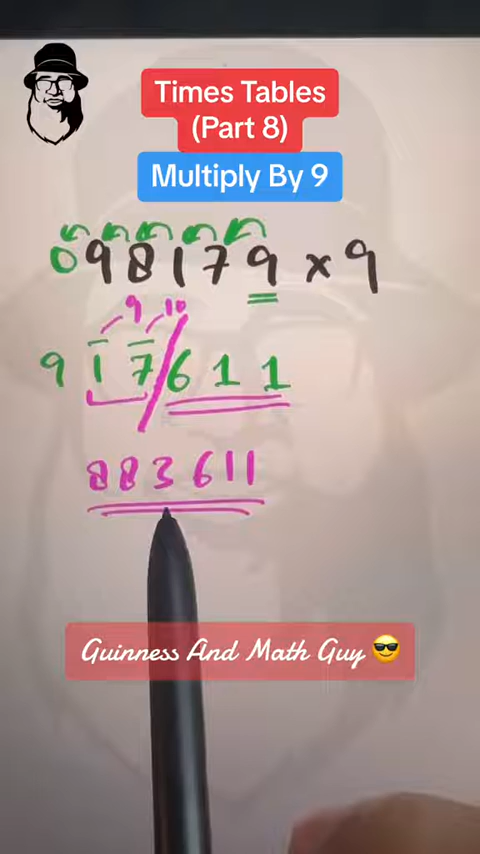 Times Tables
(Part 8)
Multiply By 9
098179 × 9
9 10
9 1 7 / 6 1 1
883611
Guinness And Math Guy 😎